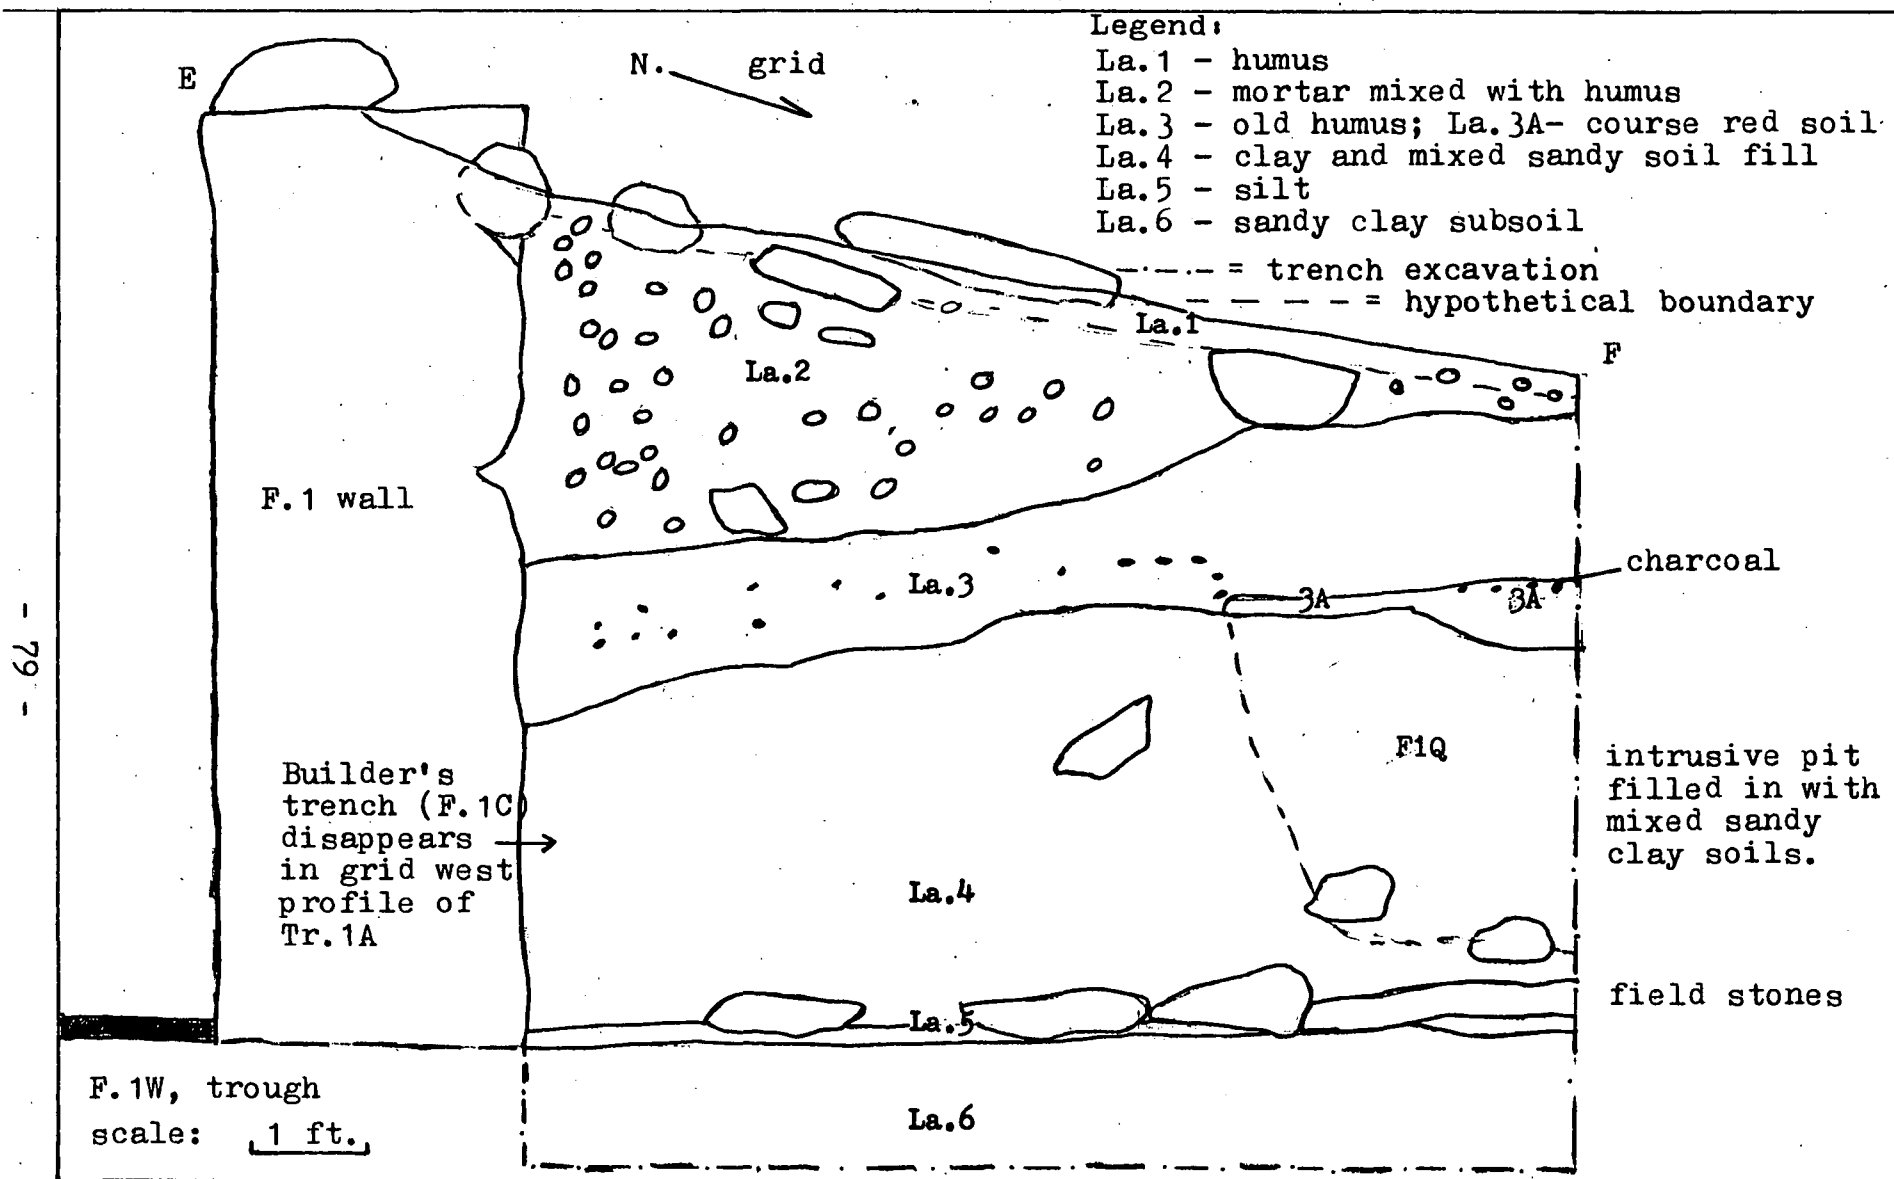 Legend:
La.1 - humus
La.2 - mortar mixed with humus
La.3 - old humus; La.3A- course red soil
La.4 - clay and mixed sandy soil fill
La.5 - silt
La.6 - sandy clay subsoil
-·-·- = trench excavation
- - - - = hypothetical boundary
E
N. grid
La.1
F
La.2
F.1 wall
La.3
3A
3A
charcoal
- 79 -
F1Q
Builder's
trench (F.1C)
disappears
in grid west
profile of
Tr.1A
intrusive pit
filled in with
mixed sandy
clay soils.
La.4
field stones
La.5
F.1W, trough
scale: 1 ft.
La.6